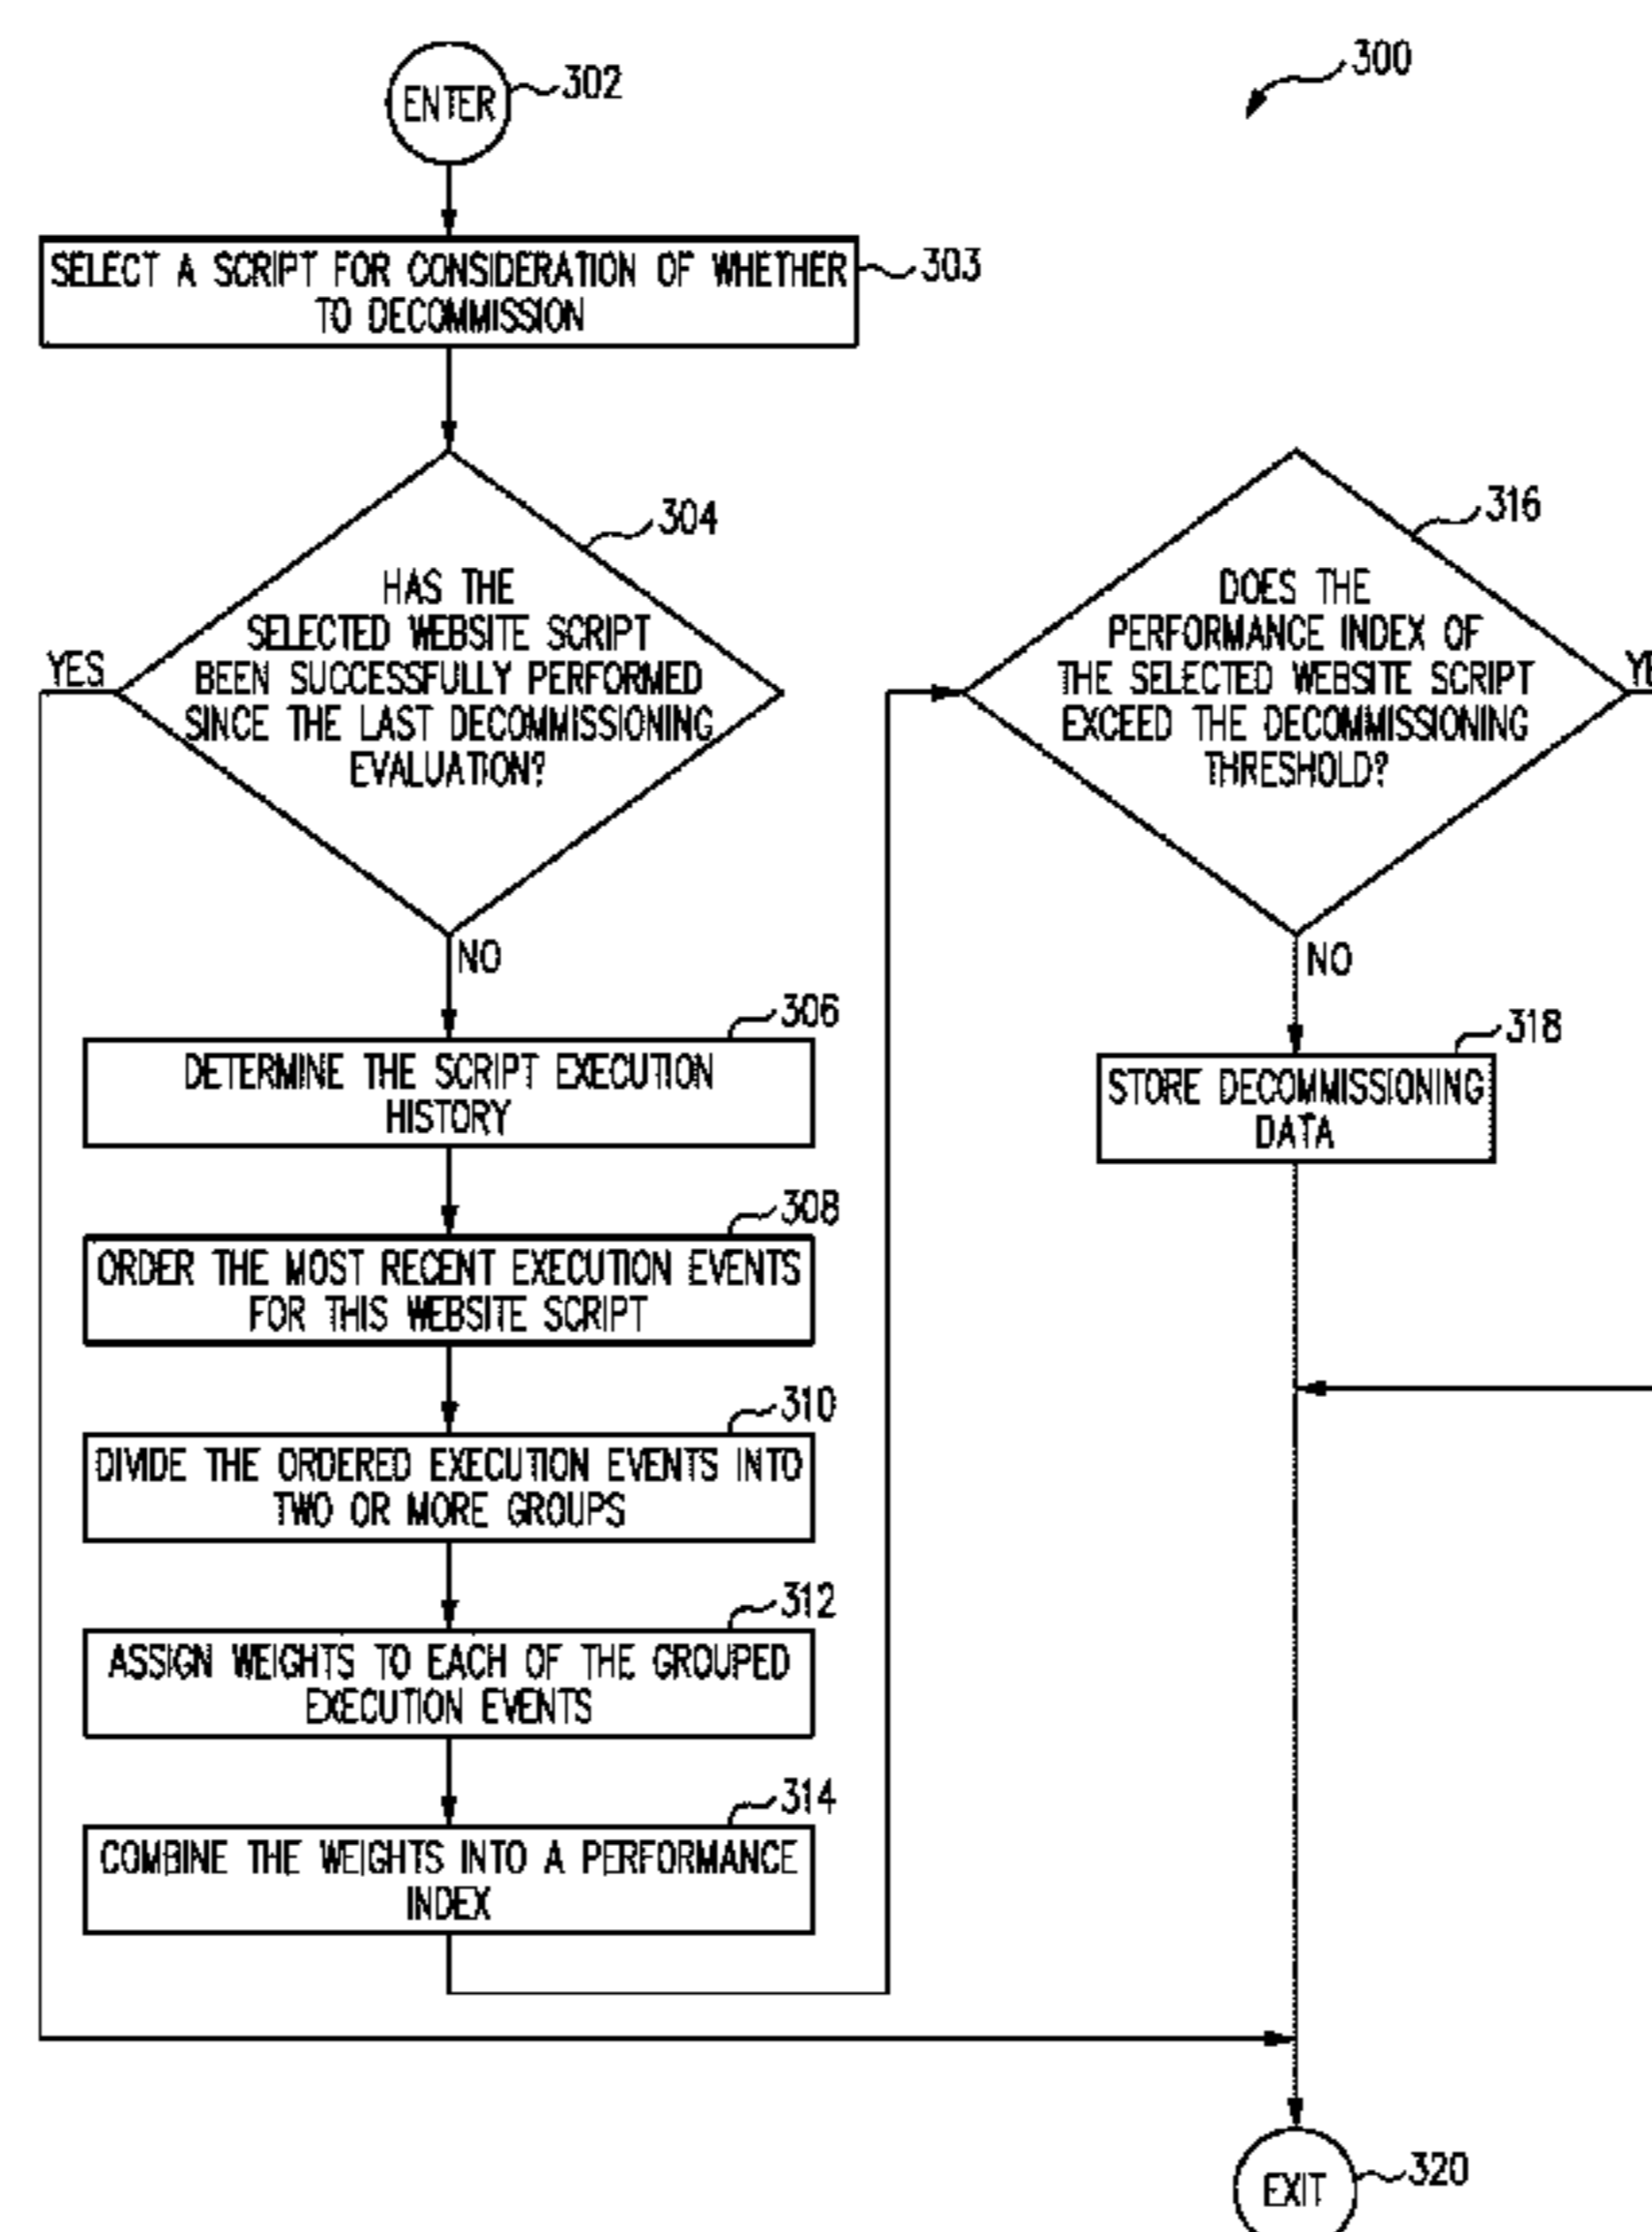 300
ENTER
302
SELECT A SCRIPT FOR CONSIDERATION OF WHETHER
TO DECOMMISSION
303
304
HAS THE
SELECTED WEBSITE SCRIPT
BEEN SUCCESSFULLY PERFORMED
SINCE THE LAST DECOMMISSIONING
EVALUATION?
YES
NO
306
DETERMINE THE SCRIPT EXECUTION
HISTORY
308
ORDER THE MOST RECENT EXECUTION EVENTS
FOR THIS WEBSITE SCRIPT
310
DIVIDE THE ORDERED EXECUTION EVENTS INTO
TWO OR MORE GROUPS
312
ASSIGN WEIGHTS TO EACH OF THE GROUPED
EXECUTION EVENTS
314
COMBINE THE WEIGHTS INTO A PERFORMANCE
INDEX
316
DOES THE
PERFORMANCE INDEX OF
THE SELECTED WEBSITE SCRIPT
EXCEED THE DECOMMISSIONING
THRESHOLD?
NO
318
STORE DECOMMISSIONING
DATA
EXIT
320